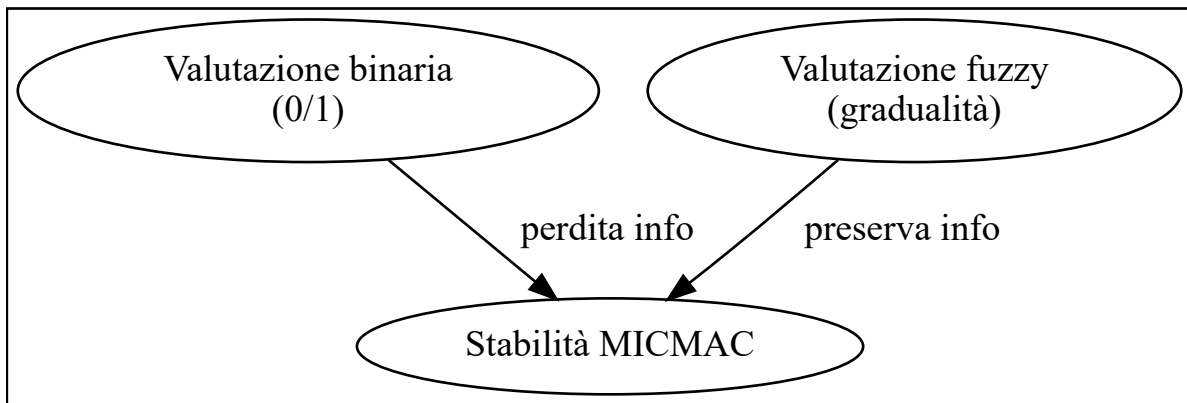 Valutazione binaria
(0/1)
Valutazione fuzzy
(gradualità)
perdita info
preserva info
Stabilità MICMAC